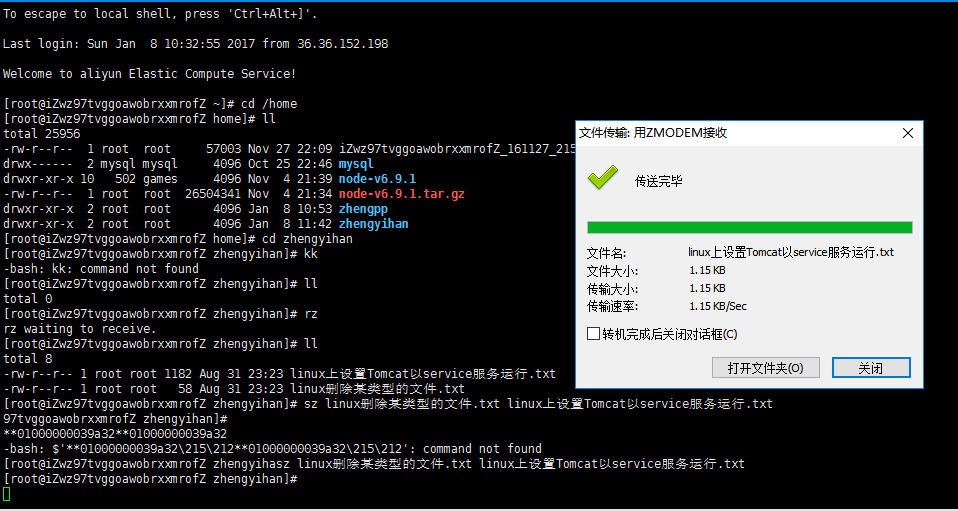 To escape to local shell, press 'Ctrl+Alt+]'.
Last login: Sun Jan  8 10:32:55 2017 from 36.36.152.198
Welcome to aliyun Elastic Compute Service!
[root@iZwz97tvggoawobrxxmrofZ ~]# cd /home
[root@iZwz97tvggoawobrxxmrofZ home]# ll
total 25956
-rw-r--r--  1 root  root     57003 Nov 27 22:09 iZwz97tvggoawobrxxmrofZ_161127_215
drwx------  2 mysql mysql     4096 Oct 25 22:46 mysql
drwxr-xr-x 10   502 games     4096 Nov  4 21:39 node-v6.9.1
-rw-r--r--  1 root  root  26504341 Nov  4 21:34 node-v6.9.1.tar.gz
drwxr-xr-x  2 root  root      4096 Jan  8 10:53 zhengpp
drwxr-xr-x  2 root  root      4096 Jan  8 11:42 zhengyihan
[root@iZwz97tvggoawobrxxmrofZ home]# cd zhengyihan
[root@iZwz97tvggoawobrxxmrofZ zhengyihan]# kk
-bash: kk: command not found
[root@iZwz97tvggoawobrxxmrofZ zhengyihan]# ll
total 0
[root@iZwz97tvggoawobrxxmrofZ zhengyihan]# rz
rz waiting to receive.
[root@iZwz97tvggoawobrxxmrofZ zhengyihan]# ll
total 8
-rw-r--r-- 1 root root 1182 Aug 31 23:23 linux上设置Tomcat以service服务运行.txt
-rw-r--r-- 1 root root   58 Aug 31 23:23 linux删除某类型的文件.txt
[root@iZwz97tvggoawobrxxmrofZ zhengyihan]# sz linux删除某类型的文件.txt linux上设置Tomcat以service服务运行.txt
97tvggoawobrxxmrofZ zhengyihan]#
**01000000039a32**01000000039a32
-bash: $'**01000000039a32\215\212**01000000039a32\215\212': command not found
[root@iZwz97tvggoawobrxxmrofZ zhengyihasz linux删除某类型的文件.txt linux上设置Tomcat以service服务运行.txt
[root@iZwz97tvggoawobrxxmrofZ zhengyihan]#
文件传输: 用ZMODEM接收
传送完毕
文件名: linux上设置Tomcat以service服务运行.txt
文件大小: 1.15 KB
传输大小: 1.15 KB
传输速率: 1.15 KB/Sec
转机完成后关闭对话框(C)
打开文件夹(O) 关闭